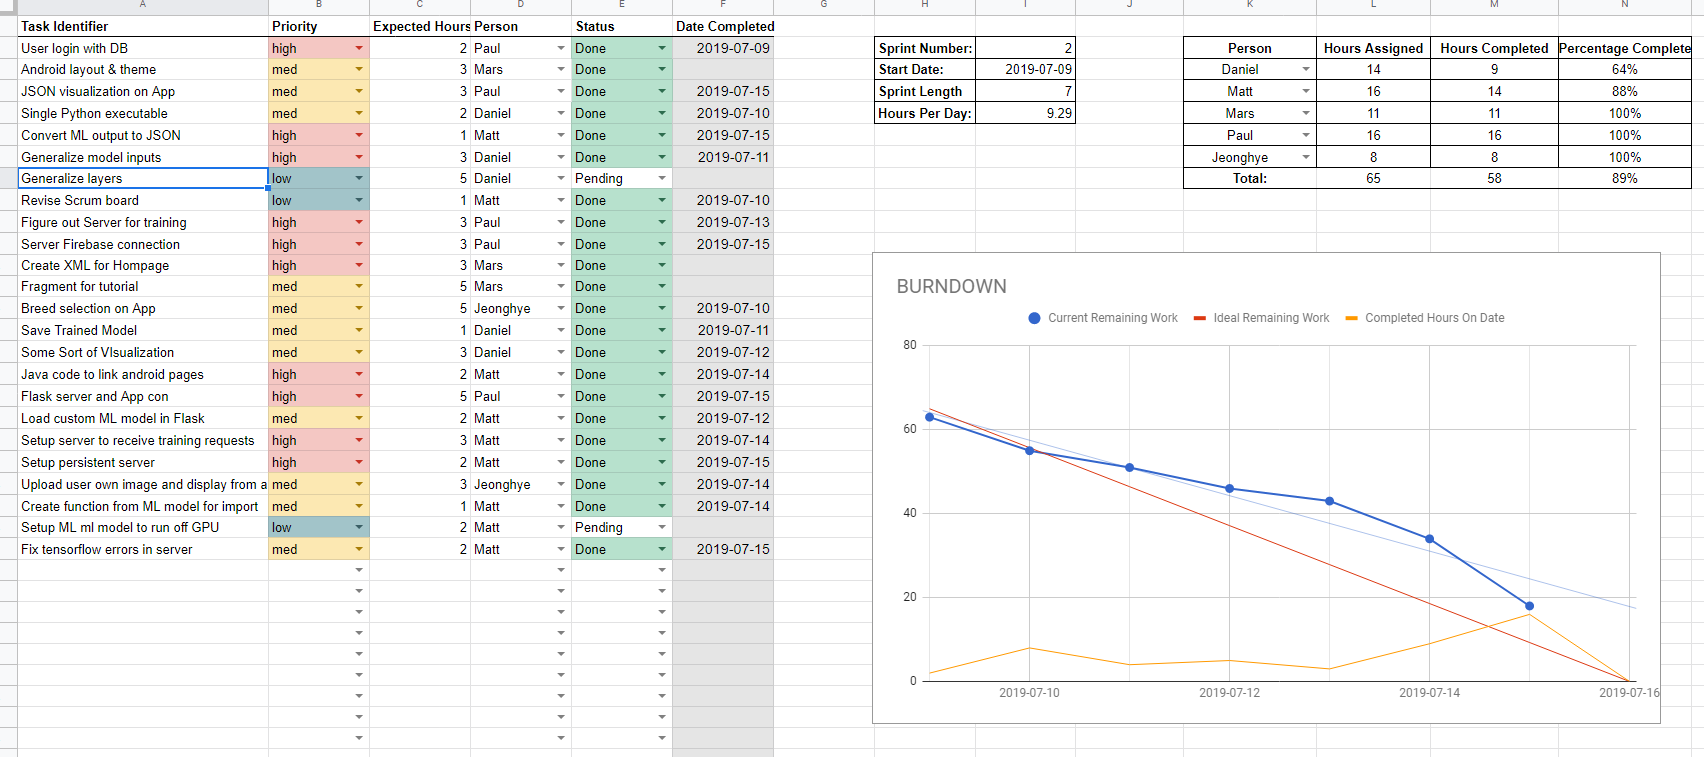 A B C D E F G H I J K L M N
Task Identifier Priority Expected Hours Person Status Date Completed
User login with DB high 2 Paul Done 2019-07-09
Android layout & theme med 3 Mars Done
JSON visualization on App med 3 Paul Done 2019-07-15
Single Python executable med 2 Daniel Done 2019-07-10
Convert ML output to JSON high 1 Matt Done 2019-07-15
Generalize model inputs high 3 Daniel Done 2019-07-11
Generalize layers low 5 Daniel Pending
Revise Scrum board low 1 Matt Done 2019-07-10
Figure out Server for training high 3 Paul Done 2019-07-13
Server Firebase connection high 3 Paul Done 2019-07-15
Create XML for Hompage high 3 Mars Done
Fragment for tutorial med 5 Mars Done
Breed selection on App med 5 Jeonghye Done 2019-07-10
Save Trained Model med 1 Daniel Done 2019-07-11
Some Sort of VIsualization med 3 Daniel Done 2019-07-12
Java code to link android pages high 2 Matt Done 2019-07-14
Flask server and App con high 5 Paul Done 2019-07-15
Load custom ML model in Flask med 2 Matt Done 2019-07-12
Setup server to receive training requests high 3 Matt Done 2019-07-14
Setup persistent server high 2 Matt Done 2019-07-15
Upload user own image and display from a med 3 Jeonghye Done 2019-07-14
Create function from ML model for import med 1 Matt Done 2019-07-14
Setup ML ml model to run off GPU low 2 Matt Pending
Fix tensorflow errors in server med 2 Matt Done 2019-07-15
Sprint Number: 2
Start Date: 2019-07-09
Sprint Length 7
Hours Per Day: 9.29
Person Hours Assigned Hours Completed Percentage Complete
Daniel 14 9 64%
Matt 16 14 88%
Mars 11 11 100%
Paul 16 16 100%
Jeonghye 8 8 100%
Total: 65 58 89%
BURNDOWN
Current Remaining Work Ideal Remaining Work Completed Hours On Date
80
60
40
20
0
2019-07-10 2019-07-12 2019-07-14 2019-07-16